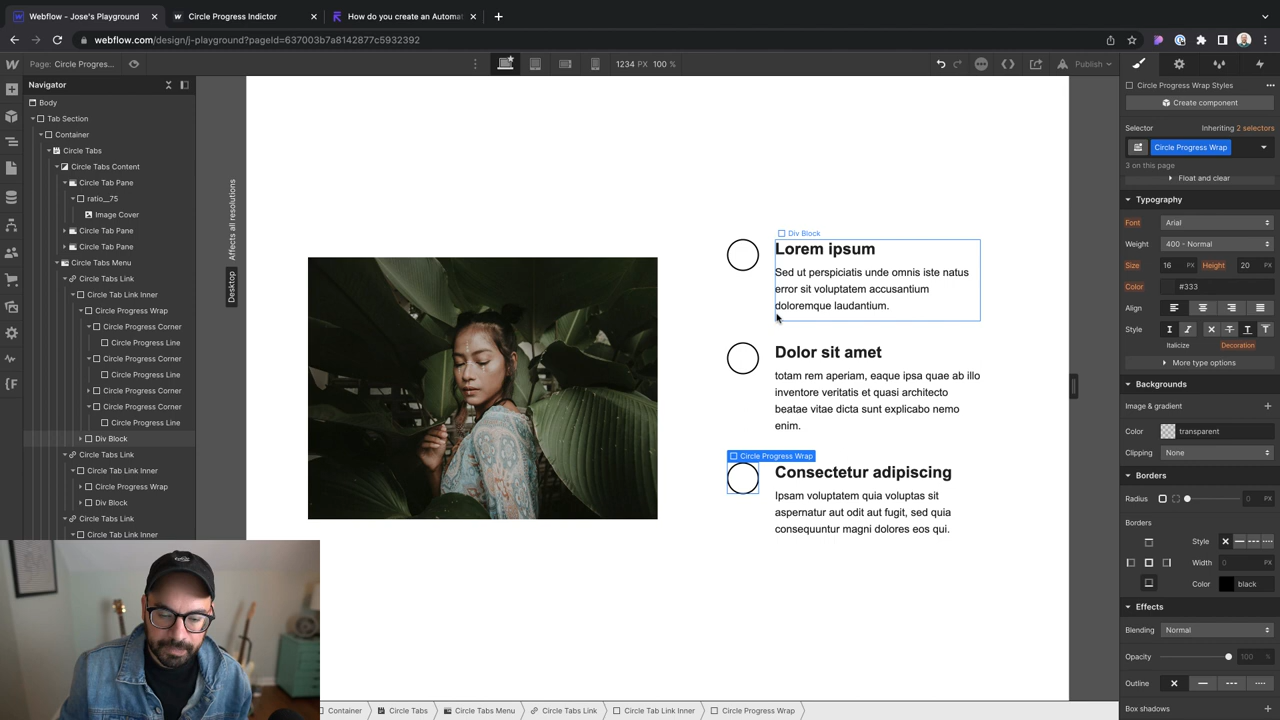 Webflow - Jose's Playground
Circle Progress Indictor
How do you create an Automat
webflow.com/design/j-playground?pageId=637003b7a8142877c5932392
Page: Circle Progres...
1234 PX 100 %
Publish
Navigator
Body
Tab Section
Container
Circle Tabs
Circle Tabs Content
Circle Tab Pane
ratio__75
Image Cover
Circle Tab Pane
Circle Tab Pane
Circle Tabs Menu
Circle Tabs Link
Circle Tab Link Inner
Circle Progress Wrap
Circle Progress Corner
Circle Progress Line
Circle Progress Corner
Circle Progress Line
Circle Progress Corner
Circle Progress Corner
Circle Progress Line
Div Block
Circle Tabs Link
Circle Tab Link Inner
Circle Progress Wrap
Div Block
Circle Tabs Link
Circle Tab Link Inner
Affects all resolutions
Desktop
Div Block
Lorem ipsum
Sed ut perspiciatis unde omnis iste natus
error sit voluptatem accusantium
doloremque laudantium.
Dolor sit amet
totam rem aperiam, eaque ipsa quae ab illo
inventore veritatis et quasi architecto
beatae vitae dicta sunt explicabo nemo
enim.
Circle Progress Wrap
Consectetur adipiscing
Ipsam voluptatem quia voluptas sit
aspernatur aut odit aut fugit, sed quia
consequuntur magni dolores eos qui.
Container
Circle Tabs
Circle Tabs Menu
Circle Tabs Link
Circle Tab Link Inner
Circle Progress Wrap
Circle Progress Wrap Styles
Create component
Selector
Inheriting 2 selectors
Circle Progress Wrap
3 on this page
Float and clear
Typography
Font Arial
Weight 400 - Normal
Size 16 PX Height 20 PX
Color #333
Align
Style
Italicize Decoration
More type options
Backgrounds
Image & gradient
Color transparent
Clipping None
Borders
Radius 0 PX
Borders
Style
Width 0 PX
Color black
Effects
Blending Normal
Opacity 100 %
Outline
Box shadows